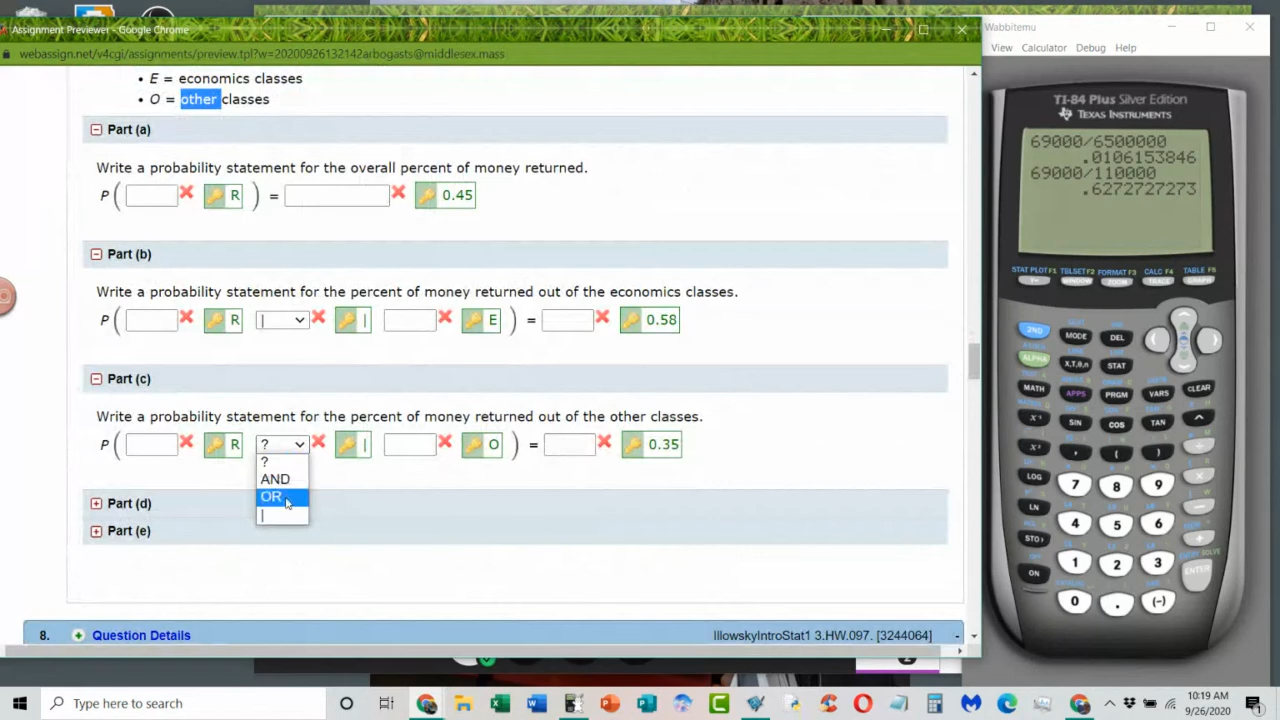 Assignment Previewer - Google Chrome
webassign.net/v4cgi/assignments/preview.tpl?w=20200926132142arbogasts@middlesex.mass
• E = economics classes
• O = other classes
Part (a)
Write a probability statement for the overall percent of money returned.
P ( R ) = 0.45
Part (b)
Write a probability statement for the percent of money returned out of the economics classes.
P ( R | | E ) = 0.58
Part (c)
Write a probability statement for the percent of money returned out of the other classes.
P ( R ? | O ) = 0.35
?
AND
OR
|
Part (d)
Part (e)
8. Question Details IllowskyIntroStat1 3.HW.097. [3244064] -
Wabbitemu
View Calculator Debug Help
TI-84 Plus Silver Edition
TEXAS INSTRUMENTS
69000/6500000
.0106153846
69000/110000
.6272727273
STAT PLOT F1 TBLSET F2 FORMAT F3 CALC F4 TABLE F5
Y= WINDOW ZOOM TRACE GRAPH
2ND MODE DEL
ALPHA X,T,θ,n STAT
MATH APPS PRGM VARS CLEAR
SIN COS TAN ^
, ( )
LOG 7 8 9
LN 4 5 6
STO› 1 2 3
ON 0 . (-) ENTER
Type here to search
10:19 AM
9/26/2020